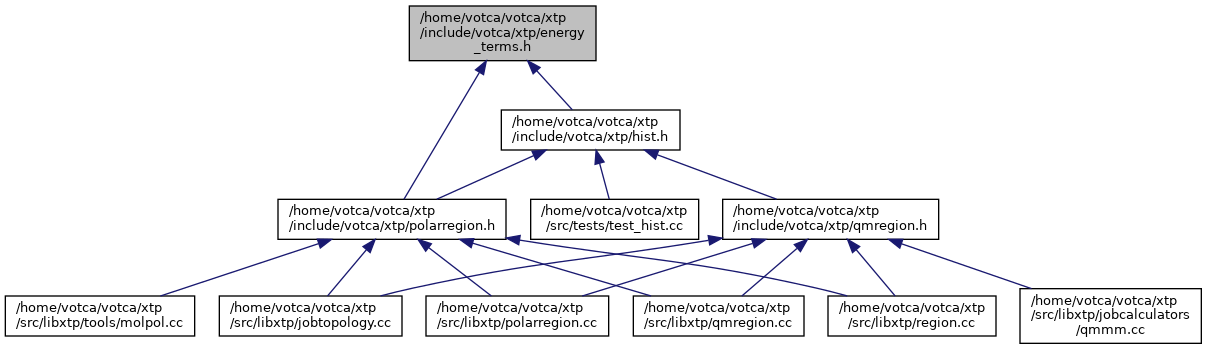 /home/votca/votca/xtp
/include/votca/xtp/energy
_terms.h
/home/votca/votca/xtp
/include/votca/xtp/hist.h
/home/votca/votca/xtp
/include/votca/xtp/polarregion.h
/home/votca/votca/xtp
/src/tests/test_hist.cc
/home/votca/votca/xtp
/include/votca/xtp/qmregion.h
/home/votca/votca/xtp
/src/libxtp/tools/molpol.cc
/home/votca/votca/xtp
/src/libxtp/jobtopology.cc
/home/votca/votca/xtp
/src/libxtp/polarregion.cc
/home/votca/votca/xtp
/src/libxtp/qmregion.cc
/home/votca/votca/xtp
/src/libxtp/region.cc
/home/votca/votca/xtp
/src/libxtp/jobcalculators
/qmmm.cc